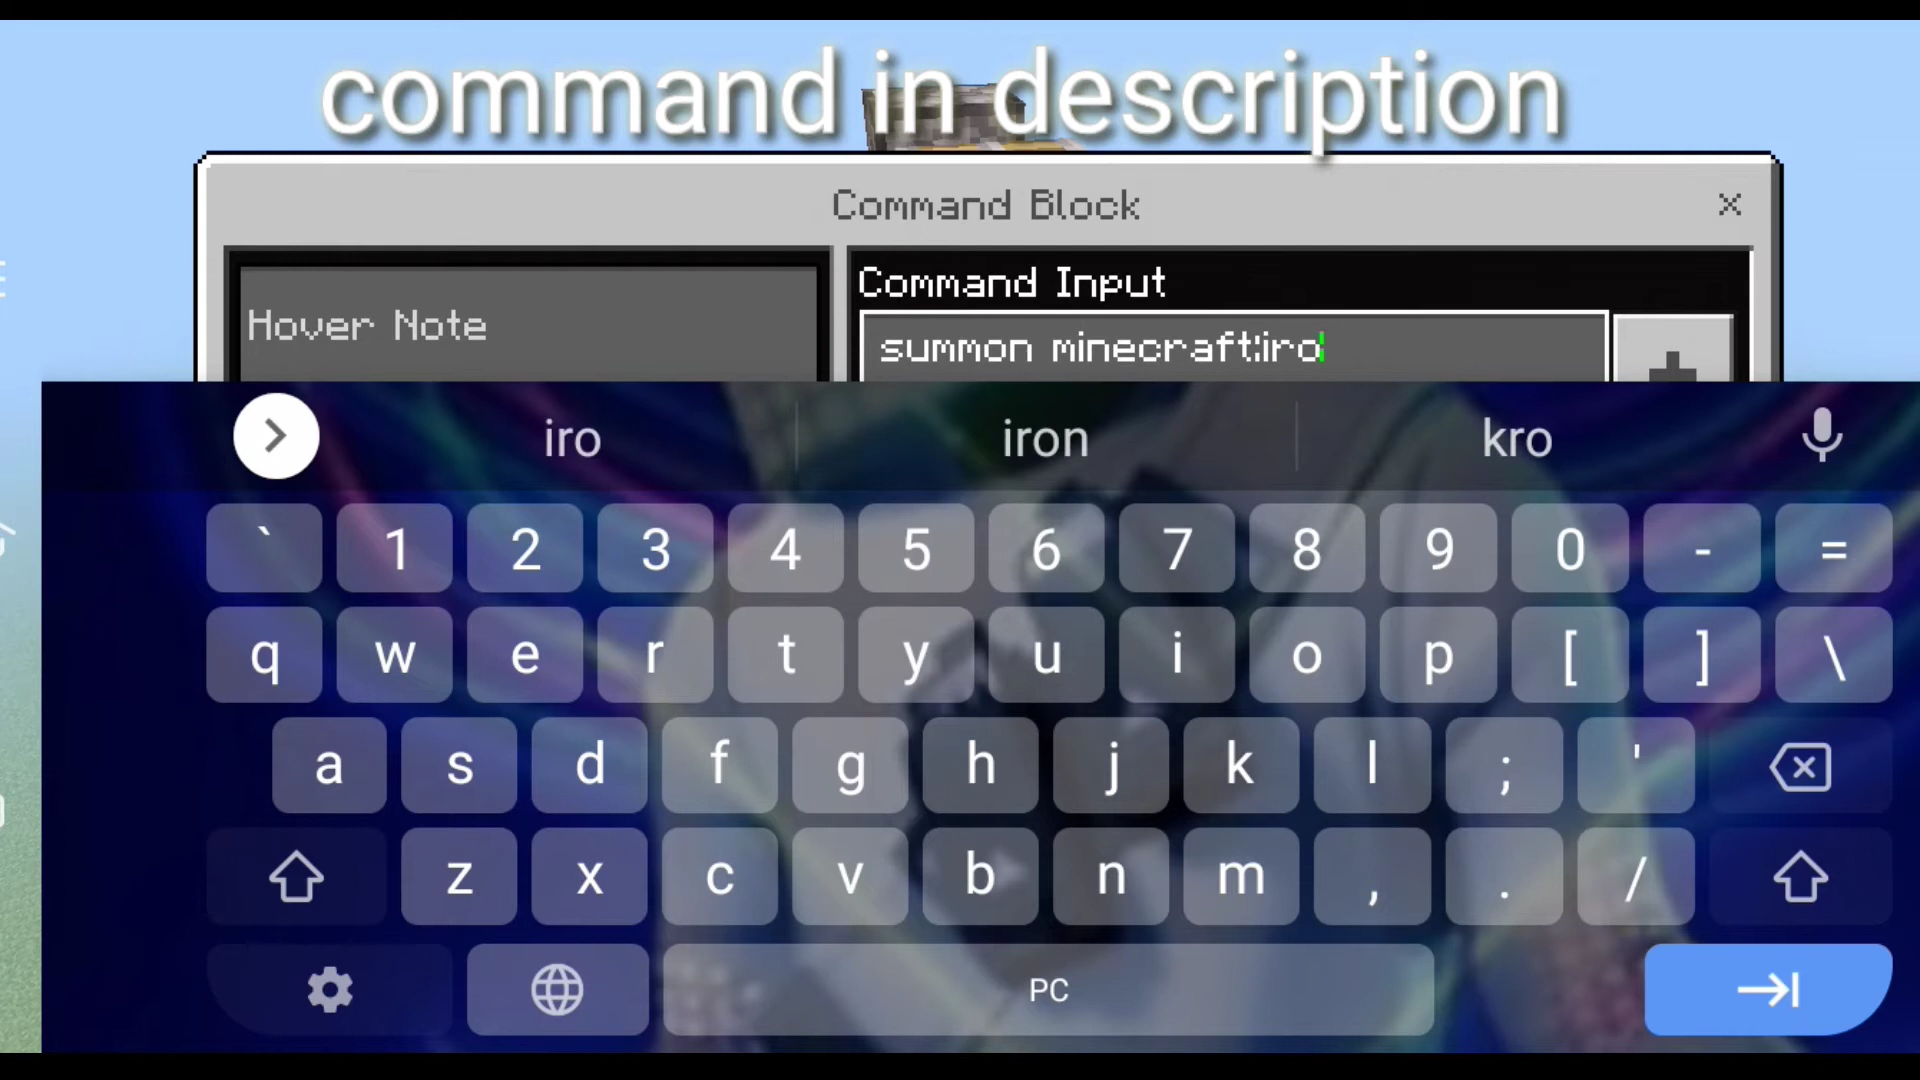 command in description
Command Block
Hover Note
Command Input
summon minecraft:iro
iro iron kro
` 1 2 3 4 5 6 7 8 9 0 - =
q w e r t y u i o p [ ] \
a s d f g h j k l ; '
z x c v b n m , . /
PC